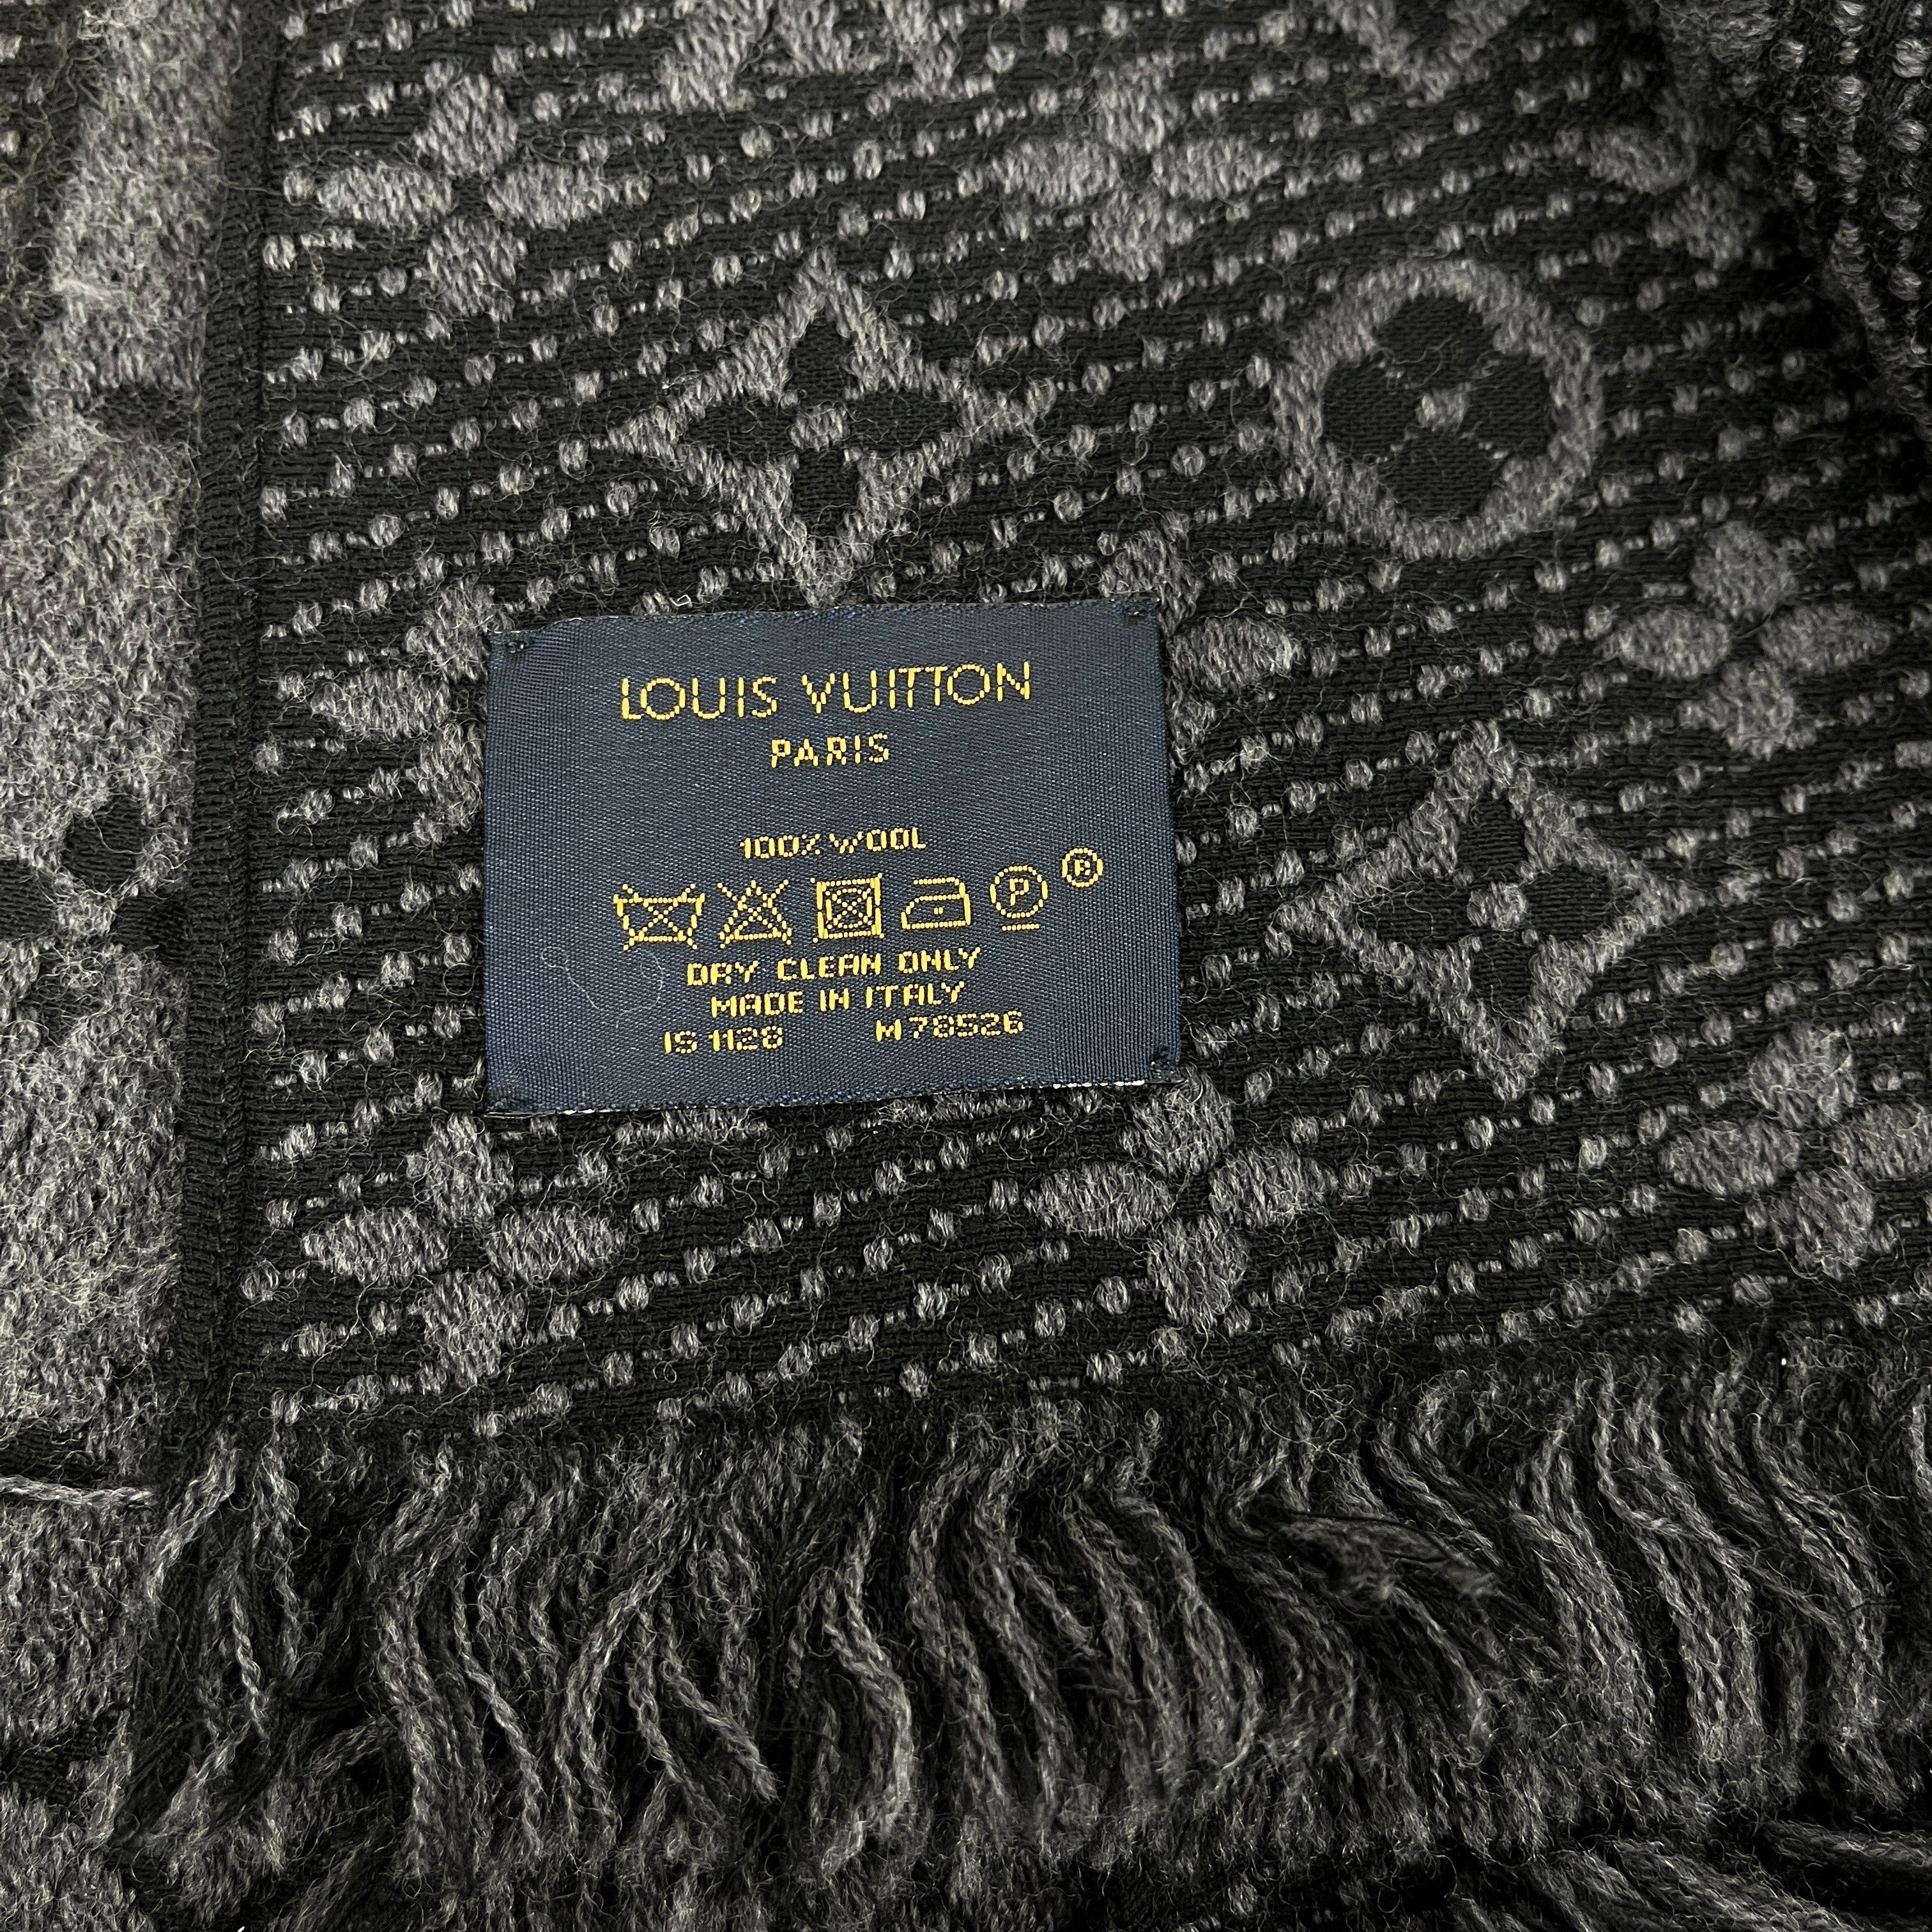 LOUIS VUITTON
PARIS
100% WOOL
P ®
DRY CLEAN ONLY
MADE IN ITALY
IS 1128 M78526